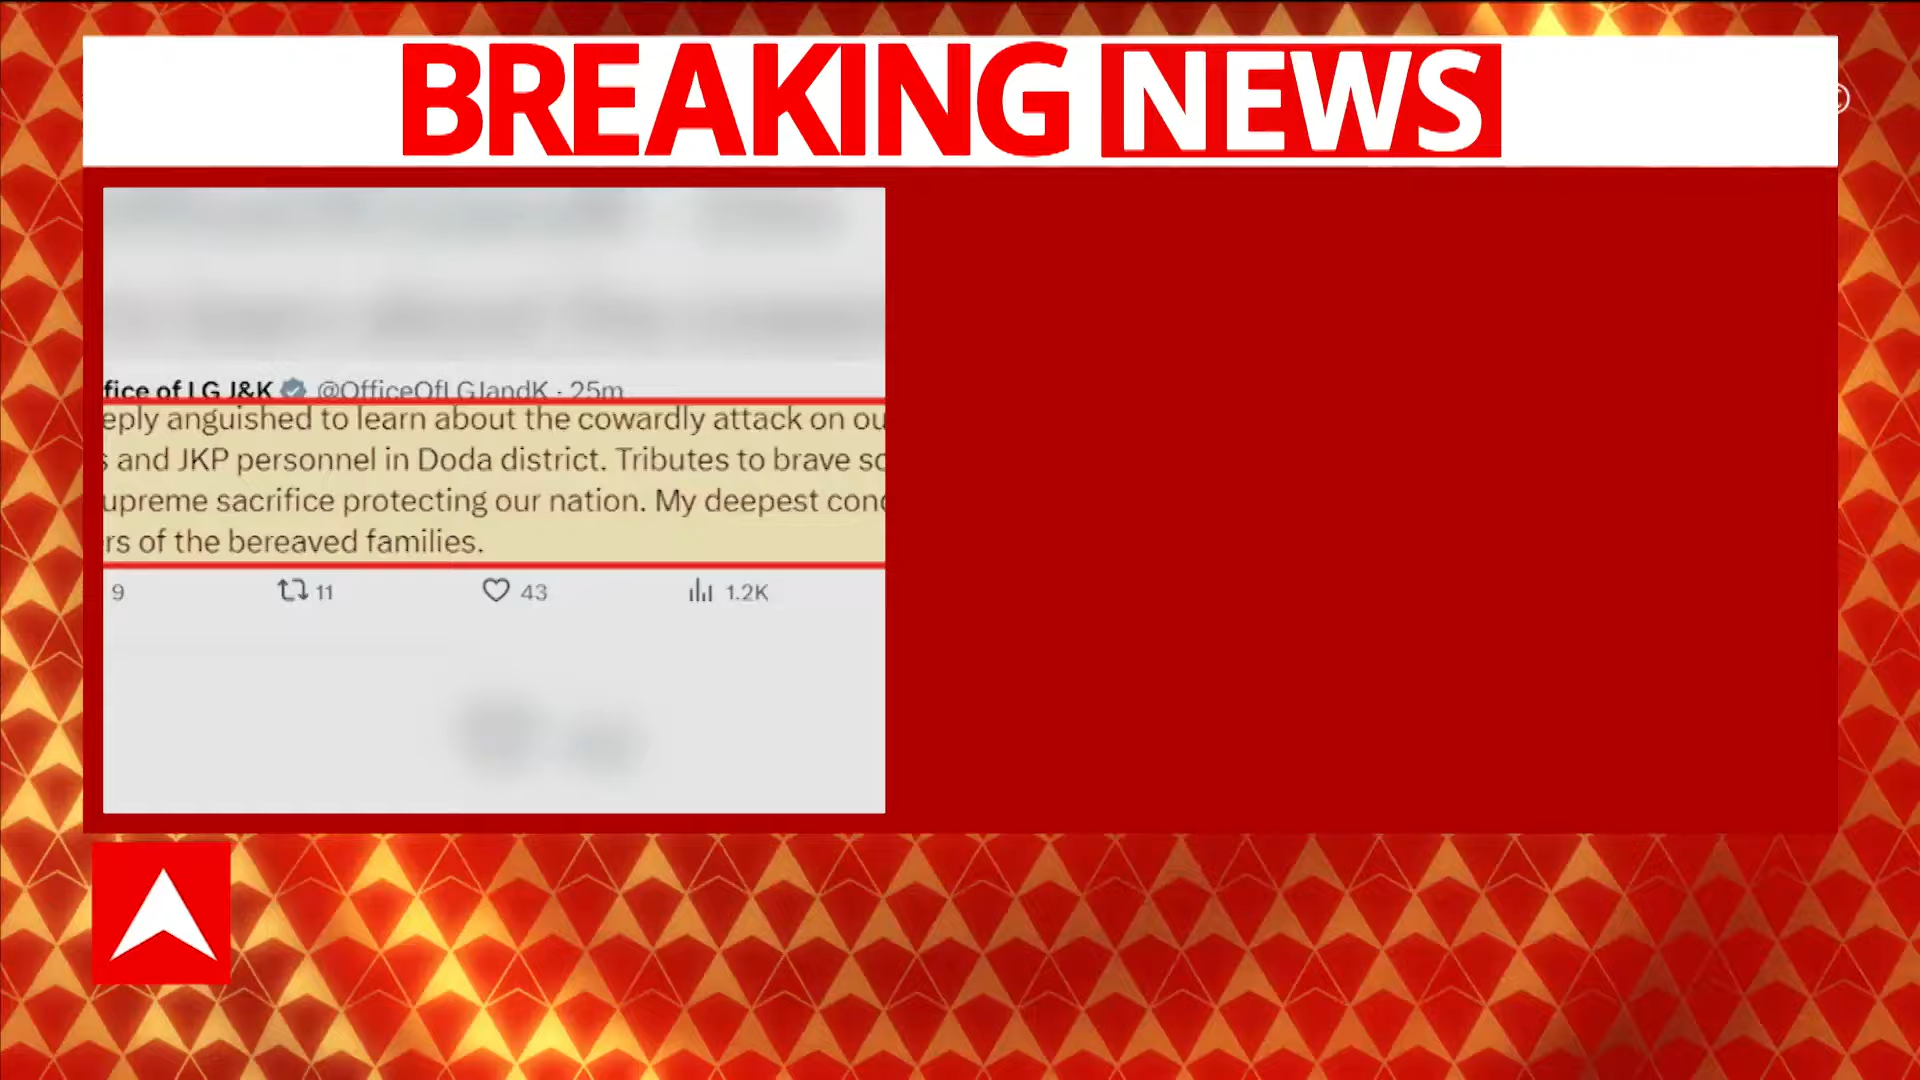 BREAKING NEWS
fice of LG J&K @OfficeOfLGJandK · 25m
eply anguished to learn about the cowardly attack on ou
s and JKP personnel in Doda district. Tributes to brave so
upreme sacrifice protecting our nation. My deepest cond
rs of the bereaved families.
9 11 43 1.2K